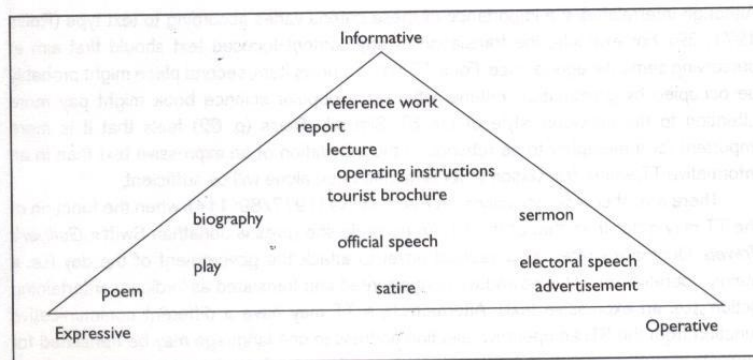 Informative
reference work
report
lecture
operating instructions
tourist brochure
biography
sermon
official speech
play
electoral speech
poem
satire
advertisement
Expressive
Operative